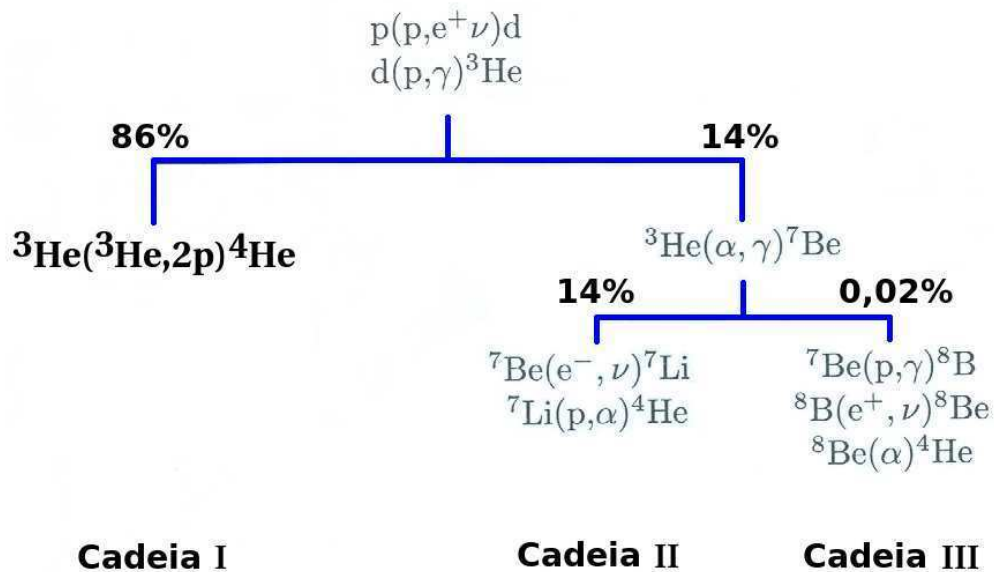 p(p,e⁺ν)d
d(p,γ)³He
86%
14%
³He(³He,2p)⁴He
³He(α, γ)⁷Be
14%
0,02%
⁷Be(e⁻, ν)⁷Li
⁷Li(p,α)⁴He
⁷Be(p,γ)⁸B
⁸B(e⁺, ν)⁸Be
⁸Be(α)⁴He
Cadeia I
Cadeia II
Cadeia III